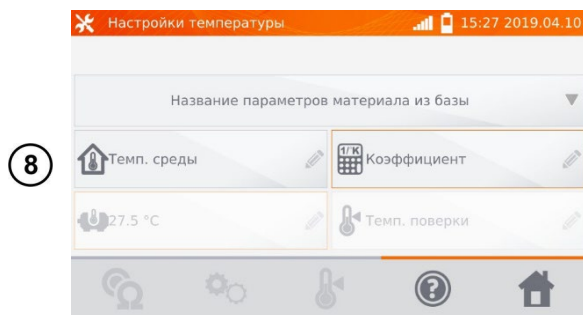 Настройки температуры 15:27 2019.04.10
Название параметров материала из базы
8
Темп. среды
1/°K Коэффициент
27.5 °C
Темп. поверки
?